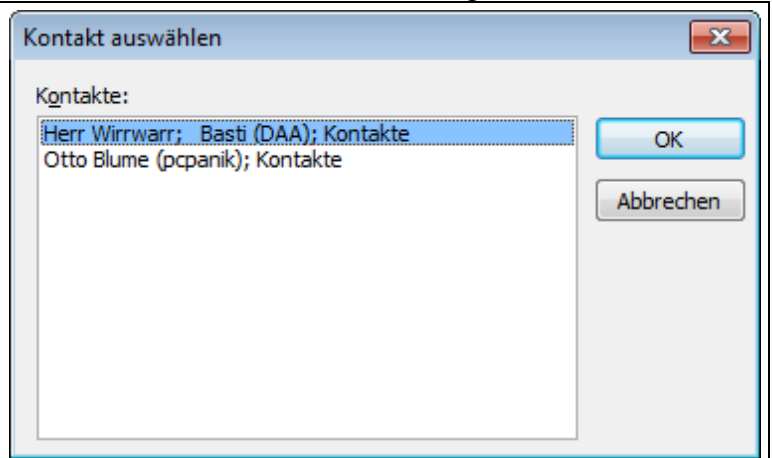 Kontakt auswählen
Kontakte:
Herr Wirrwarr;   Basti (DAA); Kontakte
Otto Blume (pcpanik); Kontakte
OK
Abbrechen